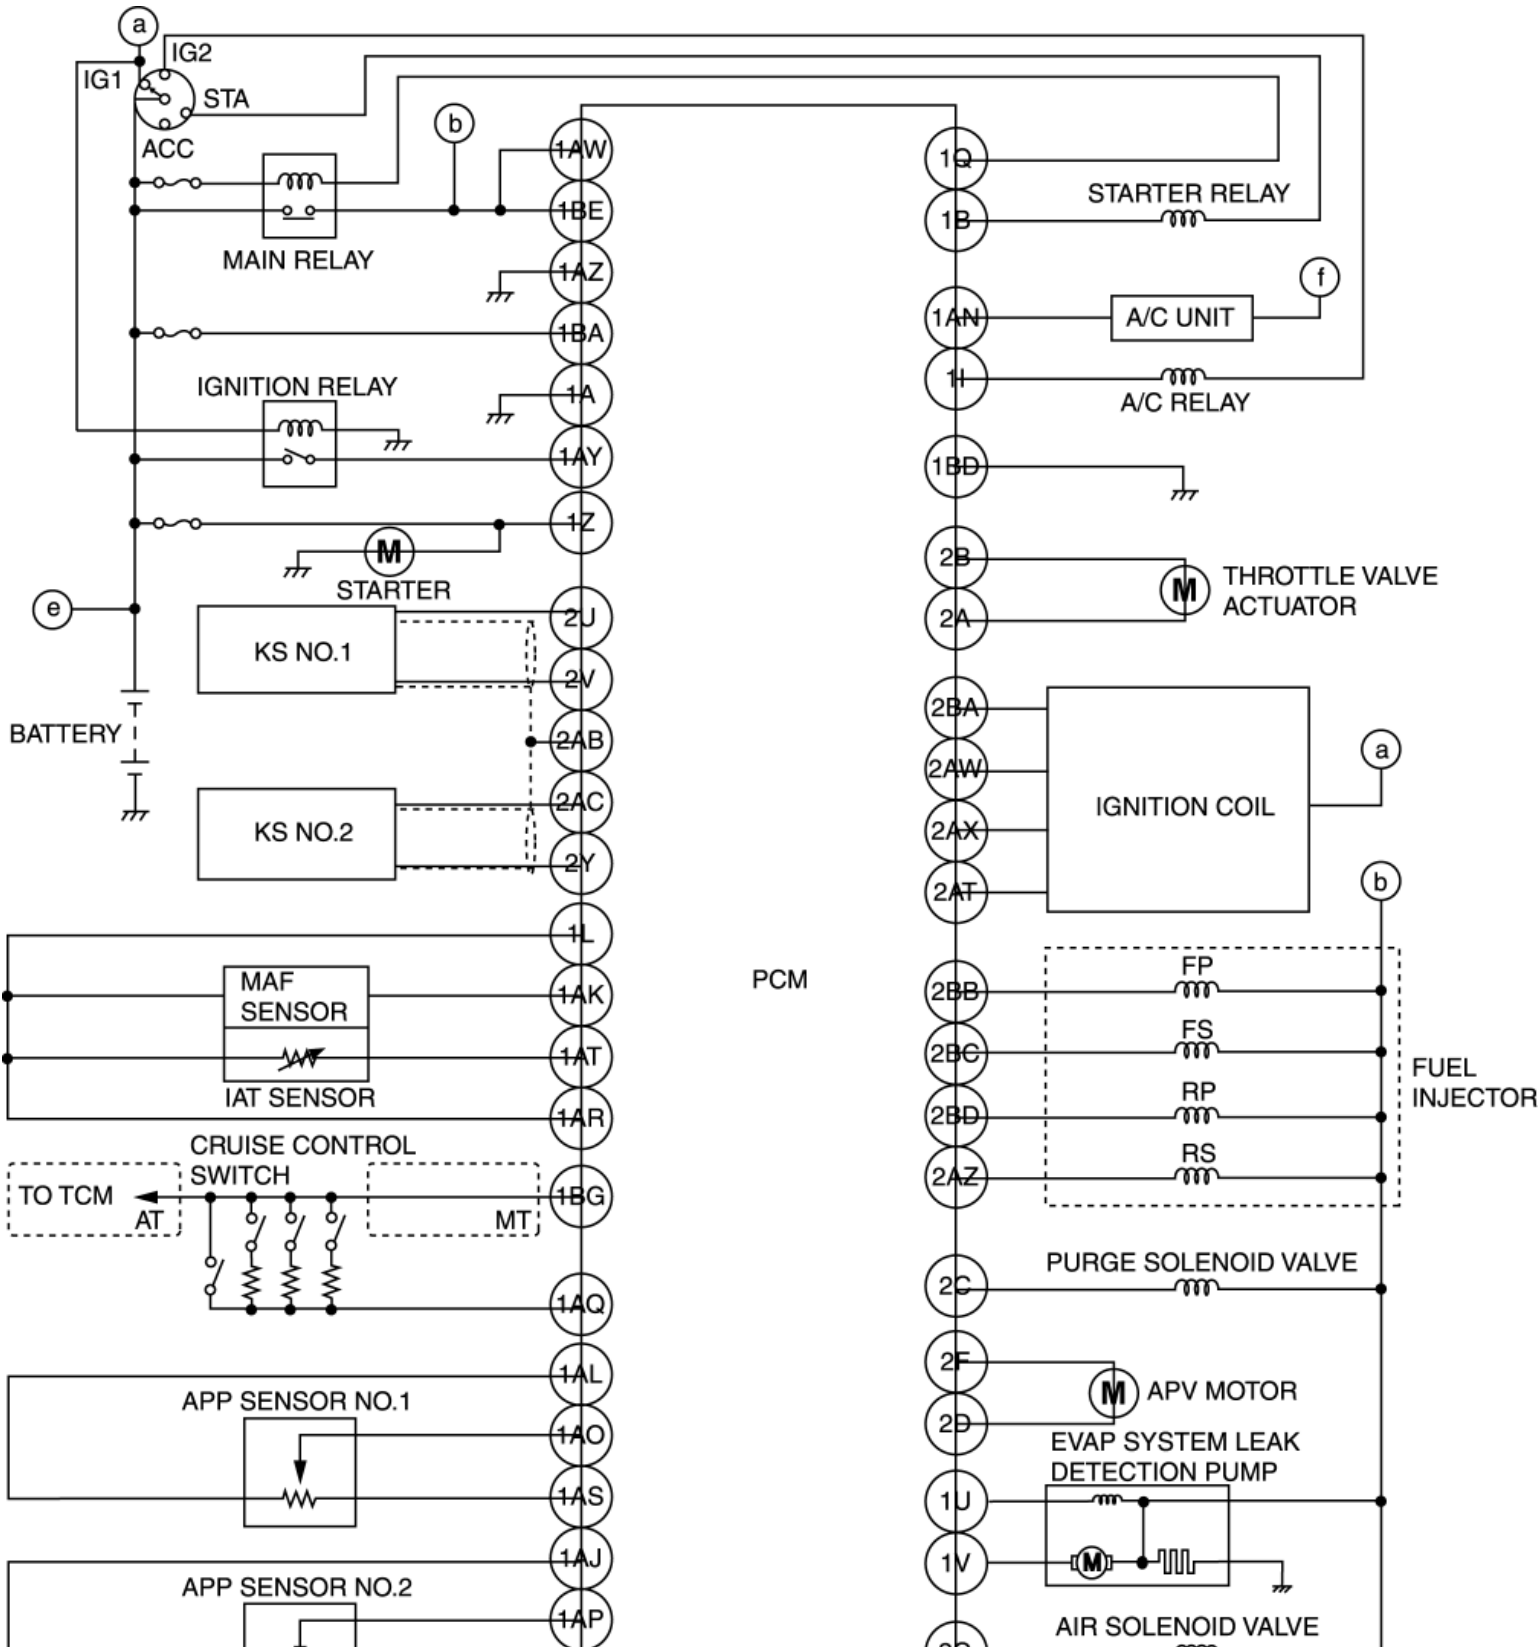 a
IG2
IG1
STA
ACC
b
1AW
1Q
STARTER RELAY
1BE
1B
MAIN RELAY
1AZ
f
1AN
A/C UNIT
1BA
1I
IGNITION RELAY
1A
A/C RELAY
1AY
1BD
1Z
M
STARTER
2B
THROTTLE VALVE
ACTUATOR
M
e
2U
2A
KS NO.1
2V
2BA
BATTERY
2AB
a
2AW
2AC
IGNITION COIL
KS NO.2
2AX
2Y
2AT
b
1L
MAF
SENSOR
PCM
FP
1AK
2BB
FS
1AT
2BC
FUEL
INJECTOR
IAT SENSOR
RP
1AR
2BD
CRUISE CONTROL
SWITCH
RS
2AZ
TO TCM
AT
MT
1BG
PURGE SOLENOID VALVE
1AQ
2C
1AL
2F
M
APV MOTOR
APP SENSOR NO.1
1AO
2D
EVAP SYSTEM LEAK
DETECTION PUMP
1AS
1U
1AJ
1V
M
APP SENSOR NO.2
1AP
AIR SOLENOID VALVE